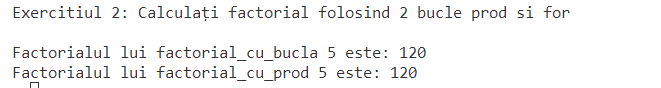 Exercitiul 2: Calculați factorial folosind 2 bucle prod si for
Factorialul lui factorial_cu_bucla 5 este: 120
Factorialul lui factorial_cu_prod 5 este: 120